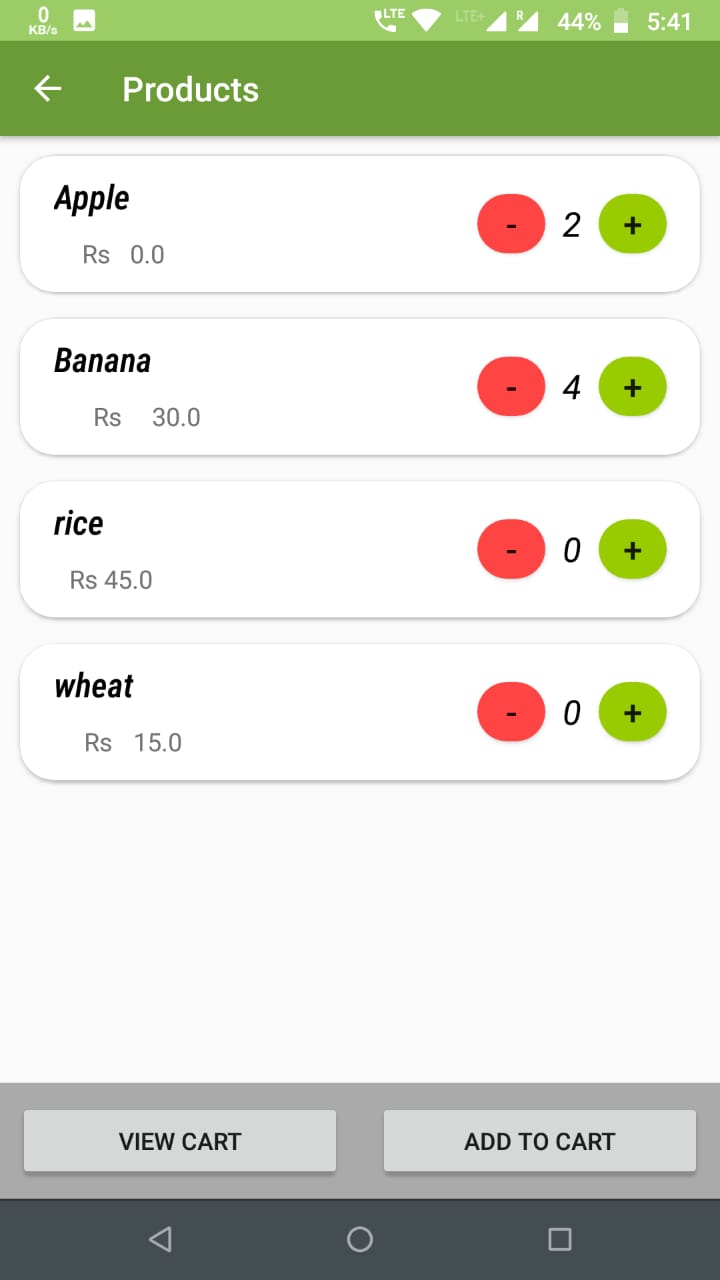 0
KB/s
LTE LTE+ R 44% 5:41
Products
Apple
Rs 0.0
- 2 +
Banana
Rs 30.0
- 4 +
rice
Rs 45.0
- 0 +
wheat
Rs 15.0
- 0 +
VIEW CART ADD TO CART